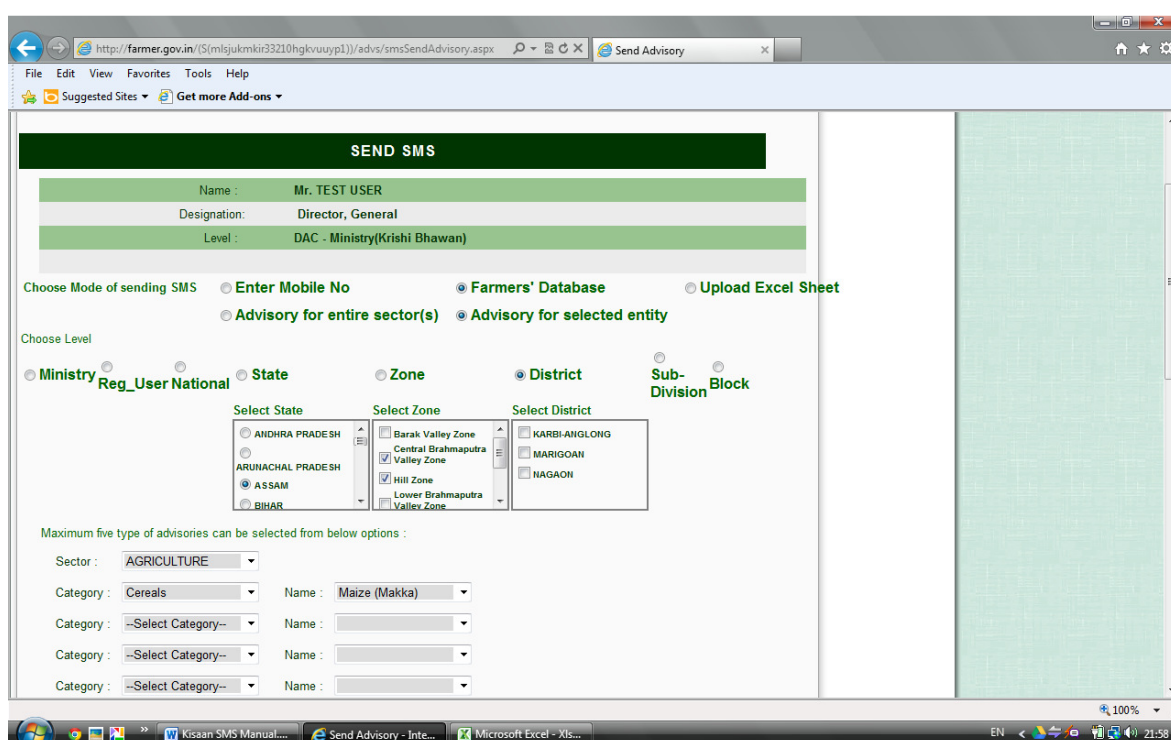 http://farmer.gov.in/(S(mlsjukmkir33210hgkvuuyp1))/advs/smsSendAdvisory.aspx
Send Advisory
File Edit View Favorites Tools Help
Suggested Sites Get more Add-ons
SEND SMS
Name : Mr. TEST USER
Designation: Director, General
Level : DAC - Ministry(Krishi Bhawan)
Choose Mode of sending SMS Enter Mobile No Farmers' Database Upload Excel Sheet
Advisory for entire sector(s) Advisory for selected entity
Choose Level
Ministry Reg_User National State Zone District Sub-Division Block
Select State Select Zone Select District
ANDHRA PRADESH
ARUNACHAL PRADESH
ASSAM
BIHAR
Barak Valley Zone
Central Brahmaputra
Valley Zone
Hill Zone
Lower Brahmaputra
Valley Zone
KARBI-ANGLONG
MARIGOAN
NAGAON
Maximum five type of advisories can be selected from below options :
Sector : AGRICULTURE
Category : Cereals Name : Maize (Makka)
Category : --Select Category-- Name :
Category : --Select Category-- Name :
Category : --Select Category-- Name :
100%
Kisaan SMS Manual.... Send Advisory - Inte... Microsoft Excel - Xls... EN 21:58